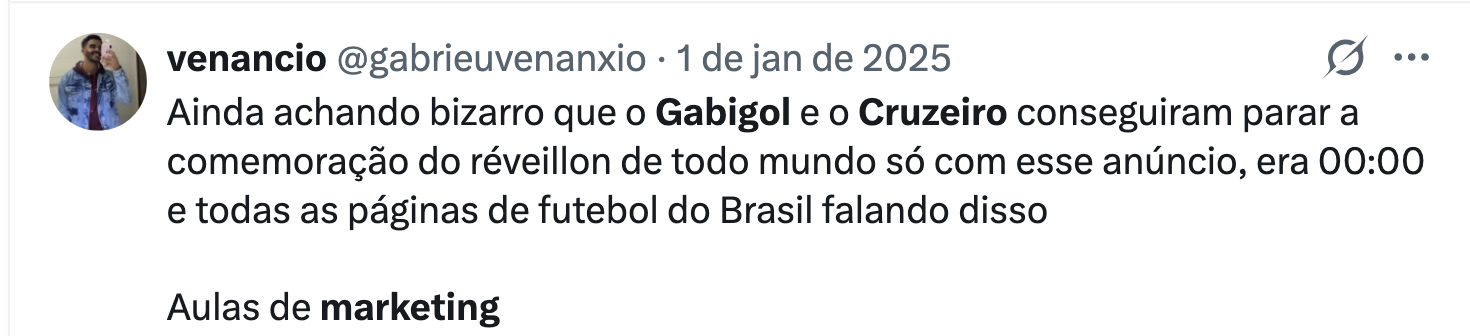 venancio @gabrieuvenanxio · 1 de jan de 2025
Ainda achando bizarro que o Gabigol e o Cruzeiro conseguiram parar a
comemoração do réveillon de todo mundo só com esse anúncio, era 00:00
e todas as páginas de futebol do Brasil falando disso
Aulas de marketing